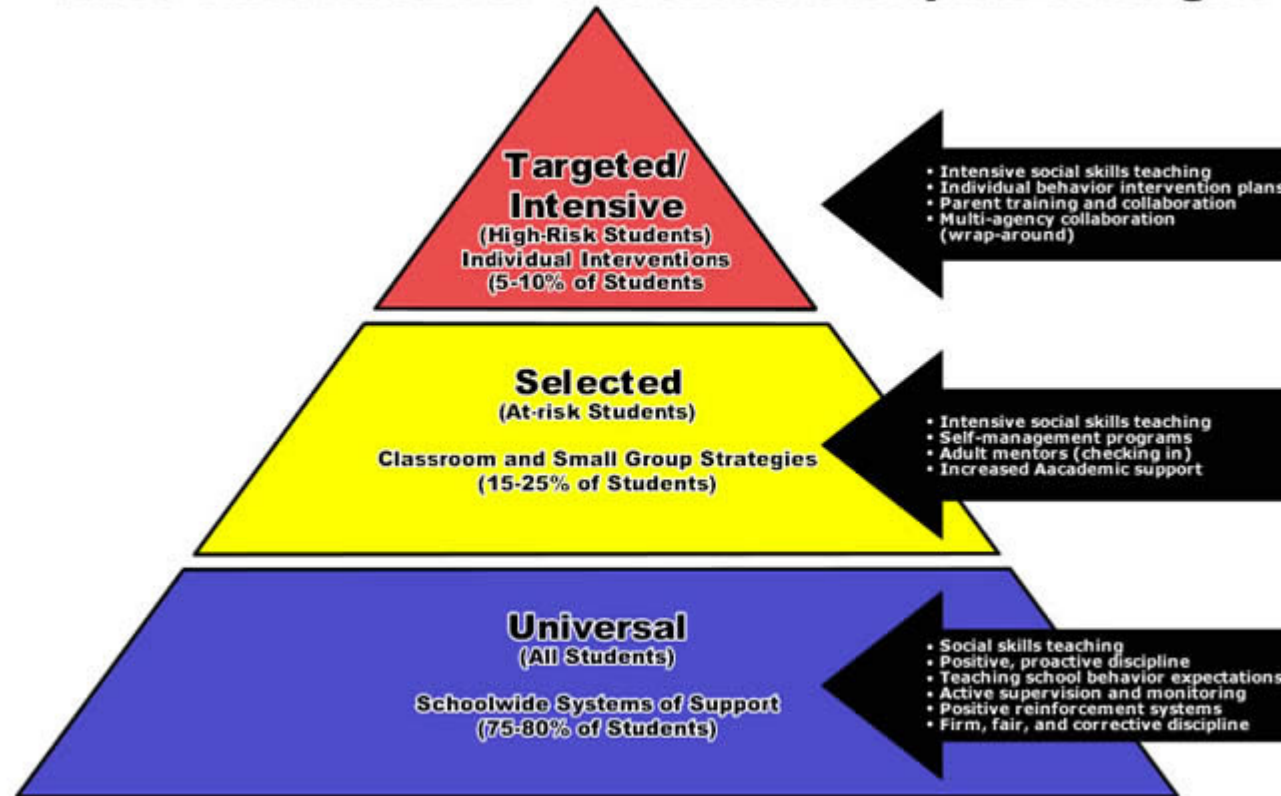 Targeted/
Intensive
(High-Risk Students)
Individual Interventions
(5-10% of Students
• Intensive social skills teaching
• Individual behavior intervention plans
• Parent training and collaboration
• Multi-agency collaboration
(wrap-around)
Selected
(At-risk Students)
Classroom and Small Group Strategies
(15-25% of Students)
• Intensive social skills teaching
• Self-management programs
• Adult mentors (checking in)
• Increased Aacademic support
Universal
(All Students)
Schoolwide Systems of Support
(75-80% of Students)
• Social skills teaching
• Positive, proactive discipline
• Teaching school behavior expectations
• Active supervision and monitoring
• Positive reinforcement systems
• Firm, fair, and corrective discipline